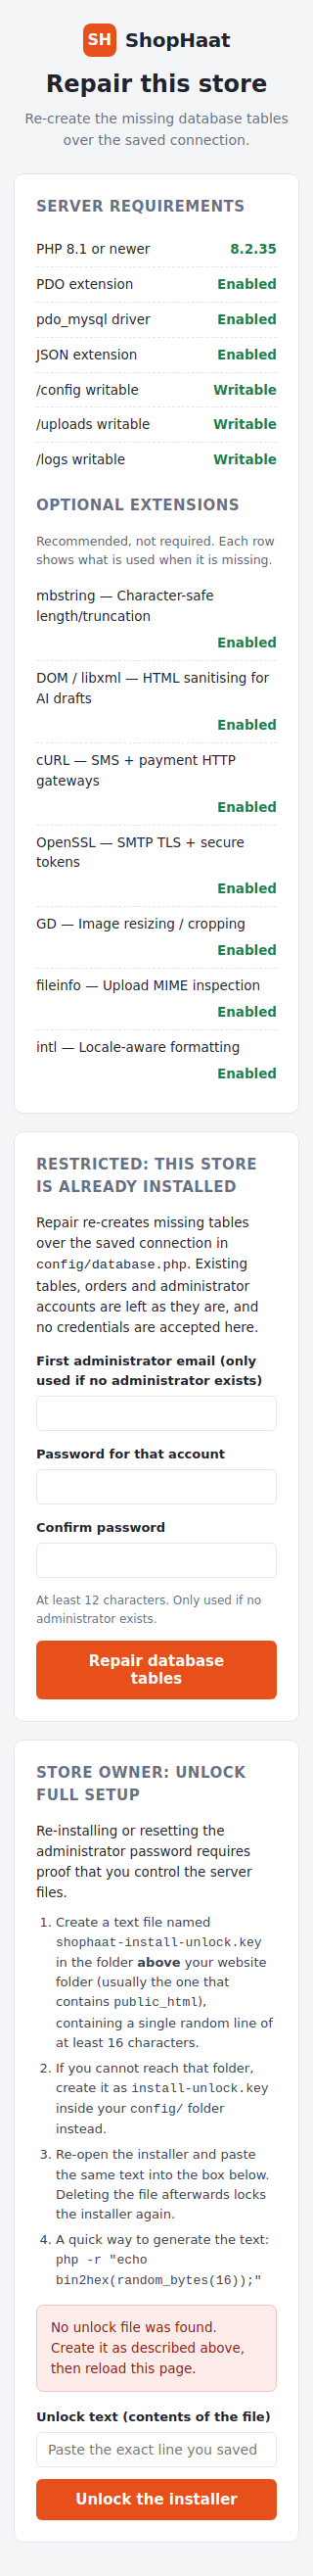 SH ShopHaat
Repair this store
Re-create the missing database tables
over the saved connection.
SERVER REQUIREMENTS
PHP 8.1 or newer 8.2.35
PDO extension Enabled
pdo_mysql driver Enabled
JSON extension Enabled
/config writable Writable
/uploads writable Writable
/logs writable Writable
OPTIONAL EXTENSIONS
Recommended, not required. Each row
shows what is used when it is missing.
mbstring — Character-safe
length/truncation
Enabled
DOM / libxml — HTML sanitising for
AI drafts
Enabled
cURL — SMS + payment HTTP
gateways
Enabled
OpenSSL — SMTP TLS + secure
tokens
Enabled
GD — Image resizing / cropping
Enabled
fileinfo — Upload MIME inspection
Enabled
intl — Locale-aware formatting
Enabled
RESTRICTED: THIS STORE
IS ALREADY INSTALLED
Repair re-creates missing tables
over the saved connection in
config/database.php. Existing
tables, orders and administrator
accounts are left as they are, and
no credentials are accepted here.
First administrator email (only
used if no administrator exists)
Password for that account
Confirm password
At least 12 characters. Only used if no
administrator exists.
Repair database
tables
STORE OWNER: UNLOCK
FULL SETUP
Re-installing or resetting the
administrator password requires
proof that you control the server
files.
1. Create a text file named
shophaat-install-unlock.key
in the folder above your website
folder (usually the one that
contains public_html),
containing a single random line of
at least 16 characters.
2. If you cannot reach that folder,
create it as install-unlock.key
inside your config/ folder
instead.
3. Re-open the installer and paste
the same text into the box below.
Deleting the file afterwards locks
the installer again.
4. A quick way to generate the text:
php -r "echo
bin2hex(random_bytes(16));"
No unlock file was found.
Create it as described above,
then reload this page.
Unlock text (contents of the file)
Paste the exact line you saved
Unlock the installer